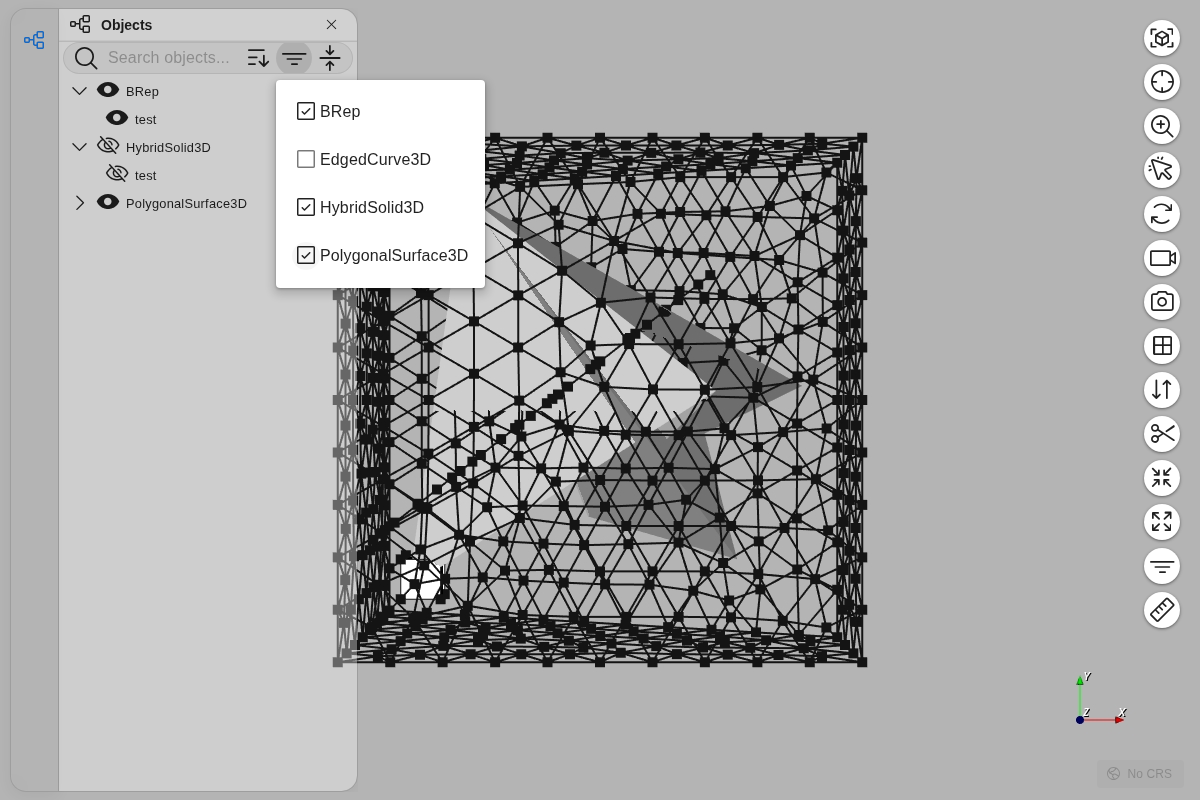 Objects
Search objects...
BRep
test
HybridSolid3D
test
PolygonalSurface3D
BRep
EdgedCurve3D
HybridSolid3D
PolygonalSurface3D
Y
Z
X
No CRS